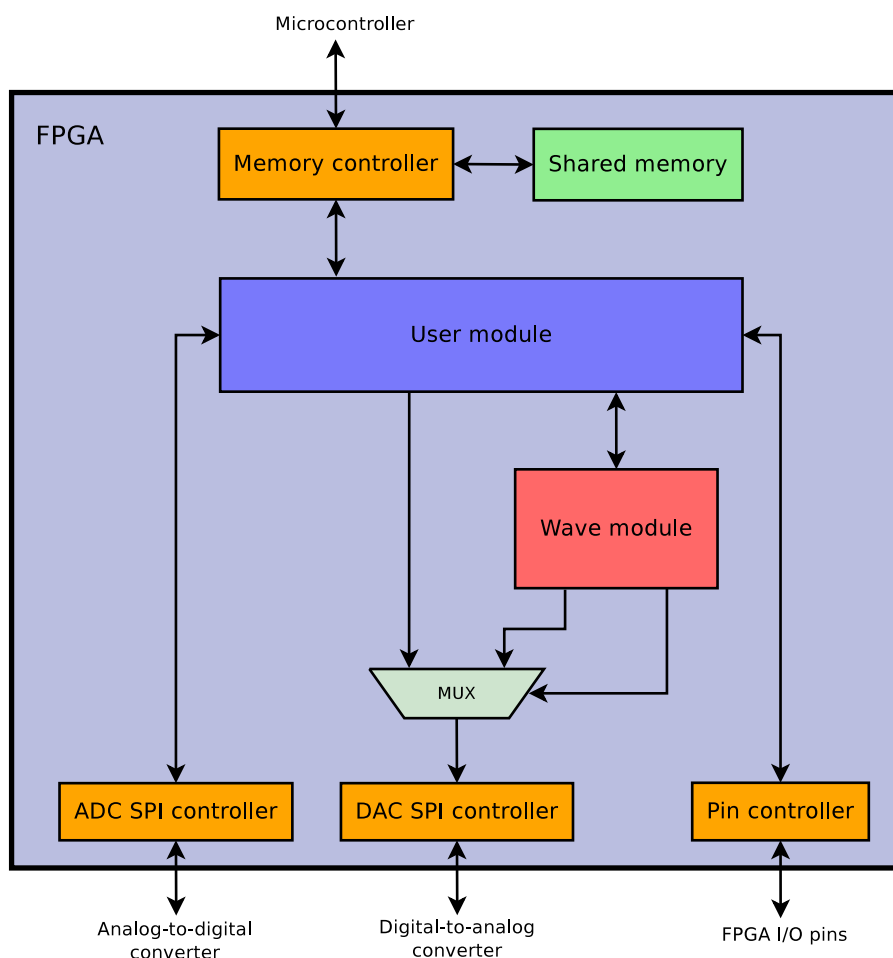 Microcontroller
FPGA
Memory controller
Shared memory
User module
Wave module
MUX
ADC SPI controller
DAC SPI controller
Pin controller
Analog-to-digital
converter
Digital-to-analog
converter
FPGA I/O pins